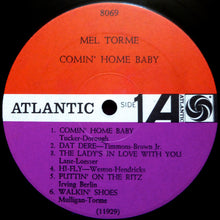 8069
MEL TORME
COMIN' HOME BABY
ATLANTIC
SIDE 1
A
ATLANTIC
1. COMIN' HOME BABY
Tucker-Dorough
2. DAT DERE—Timmons-Brown Jr.
3. THE LADY'S IN LOVE WITH YOU
Lane-Loesser
4. HI-FLY—Weston-Hendricks
5. PUTTIN' ON THE RITZ
Irving Berlin
6. WALKIN' SHOES
Mulligan-Torme
(11929)